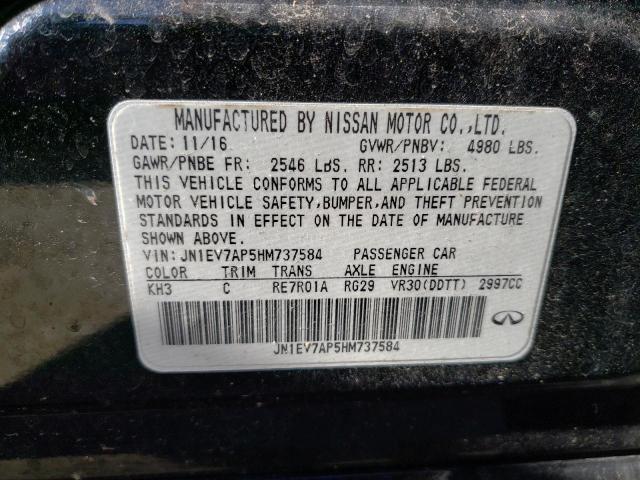 MANUFACTURED BY NISSAN MOTOR CO.,LTD.
DATE: 11/16 GVWR/PNBV: 4980 LBS.
GAWR/PNBE FR: 2546 LBS. RR: 2513 LBS.
THIS VEHICLE CONFORMS TO ALL APPLICABLE FEDERAL
MOTOR VEHICLE SAFETY,BUMPER,AND THEFT PREVENTION
STANDARDS IN EFFECT ON THE DATE OF MANUFACTURE
SHOWN ABOVE.
VIN: JN1EV7AP5HM737584 PASSENGER CAR
COLOR TRIM TRANS AXLE ENGINE
KH3 C RE7R01A RG29 VR30(DDTT) 2997CC
JN1EV7AP5HM737584